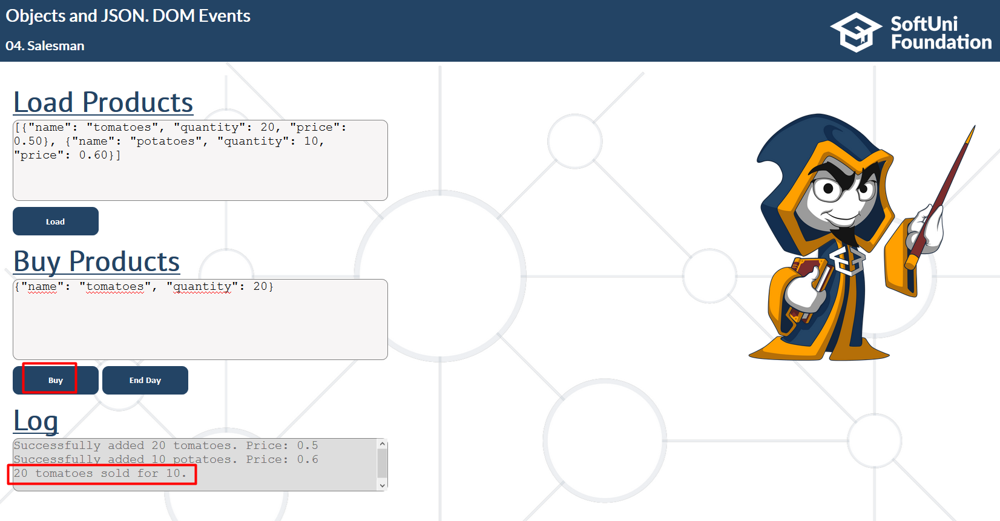 Objects and JSON. DOM Events
04. Salesman
SoftUni
Foundation
Load Products
[{"name": "tomatoes", "quantity": 20, "price":
0.50}, {"name": "potatoes", "quantity": 10,
"price": 0.60}]
Load
Buy Products
{"name": "tomatoes", "quantity": 20}
Buy
End Day
Log
Successfully added 20 tomatoes. Price: 0.5
Successfully added 10 potatoes. Price: 0.6
20 tomatoes sold for 10.